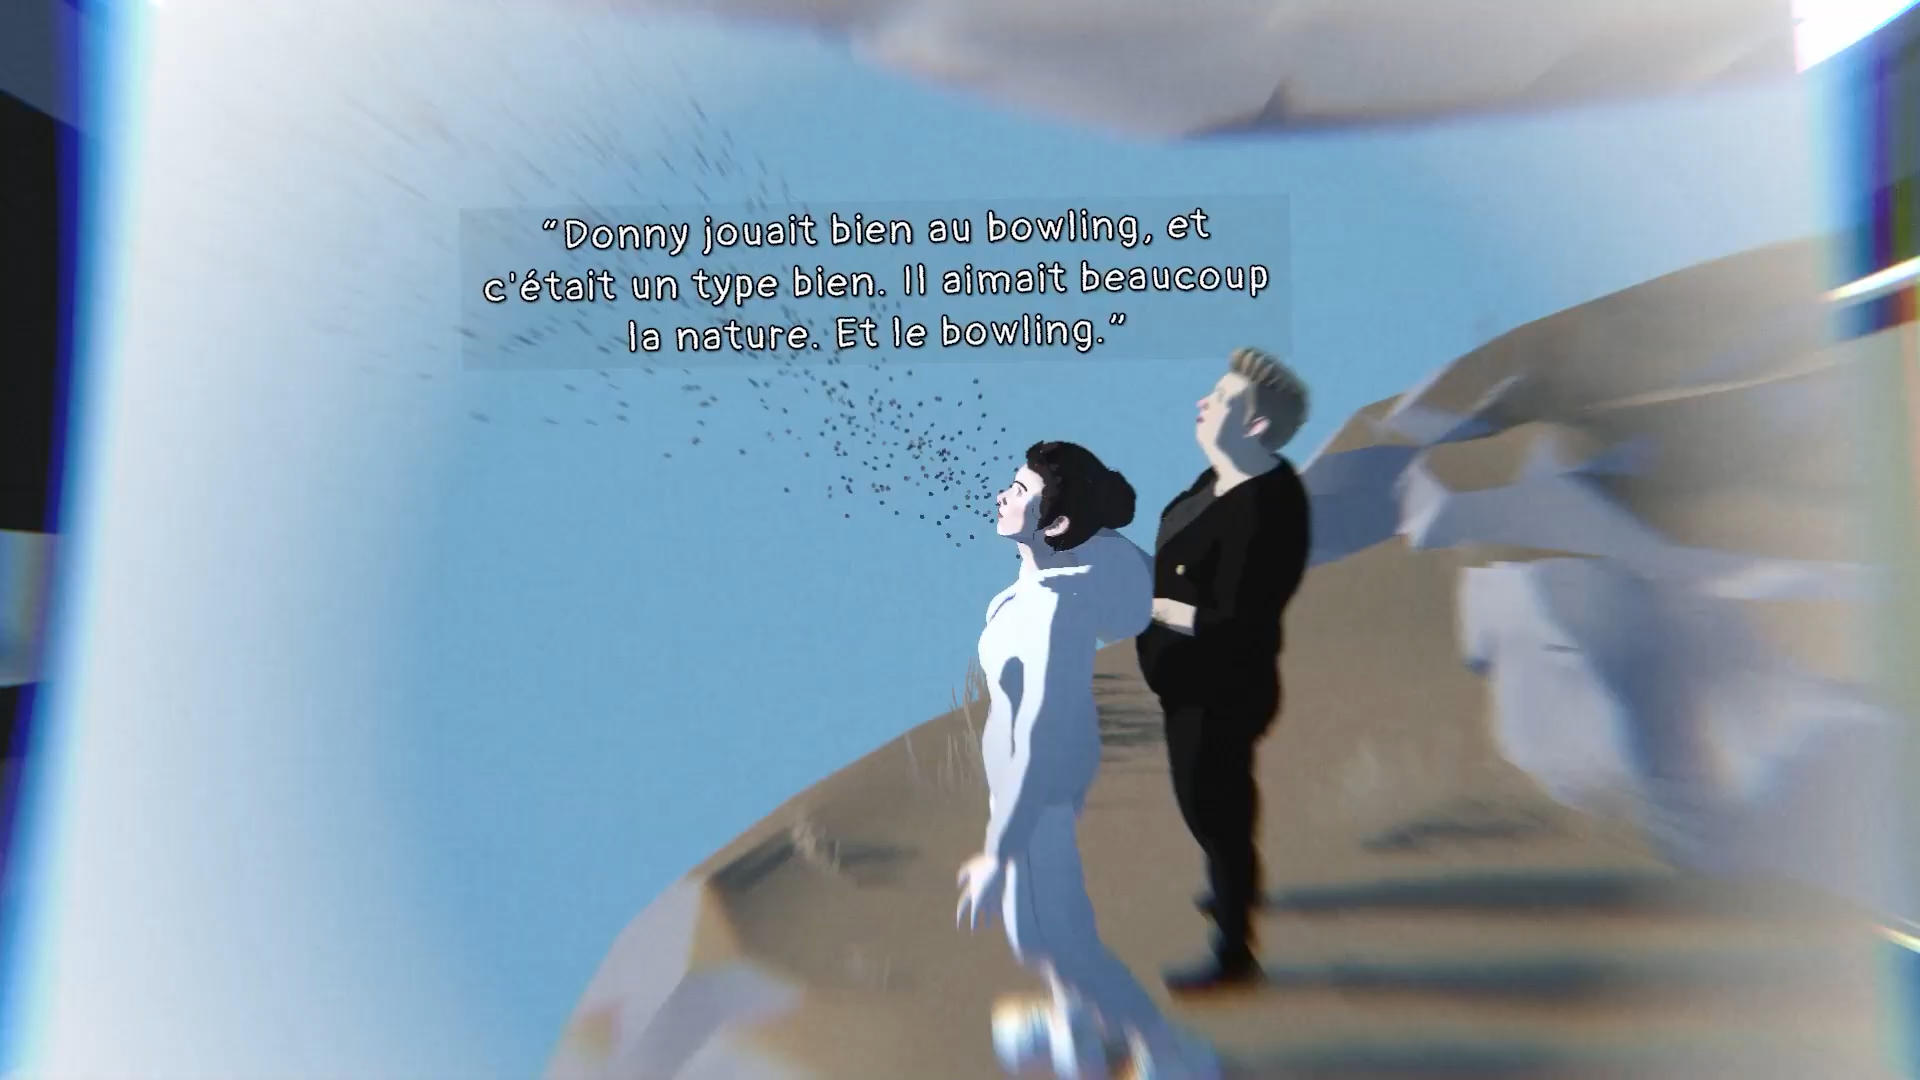 “Donny jouait bien au bowling, et
c'était un type bien. Il aimait beaucoup
la nature. Et le bowling.”